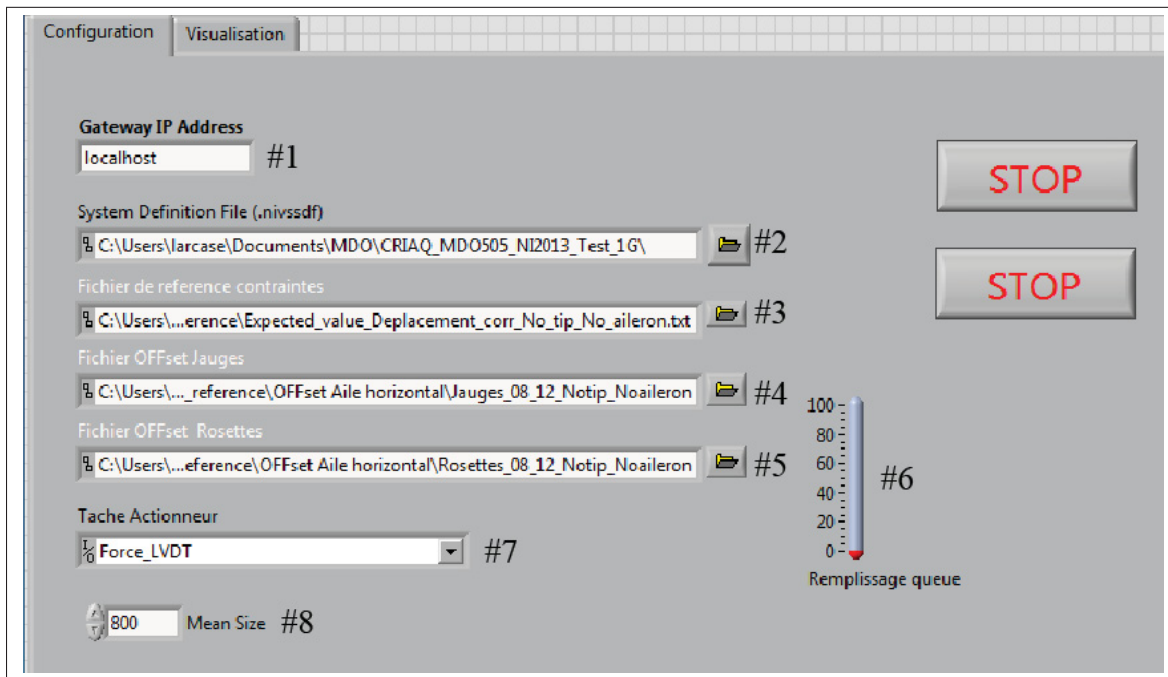 Configuration
Visualisation
Gateway IP Address
localhost #1
STOP
System Definition File (.nivssdf)
C:\Users\larcase\Documents\MDO\CRIAQ_MDO505_NI2013_Test_1G\ #2
STOP
Fichier de reference contraintes
C:\Users\...erence\Expected_value_Deplacement_corr_No_tip_No_aileron.txt #3
Fichier OFFset Jauges
C:\Users\..._reference\OFFset Aile horizontal\Jauges_08_12_Notip_Noaileron #4
Fichier OFFset Rosettes
C:\Users\...eference\OFFset Aile horizontal\Rosettes_08_12_Notip_Noaileron #5
100
80
60
40
20
0
#6
Remplissage queue
Tache Actionneur
I/O Force_LVDT #7
800 Mean Size #8